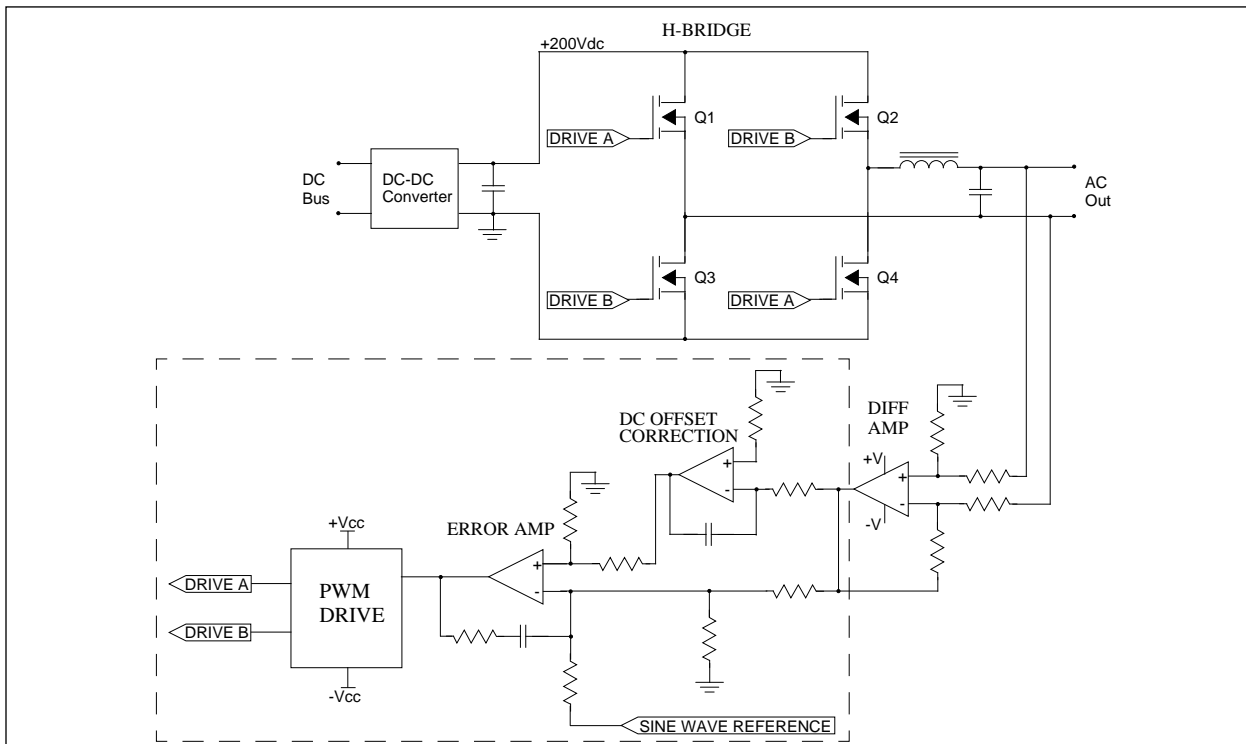 H-BRIDGE
+200Vdc
Q1
Q2
DRIVE A
DRIVE B
DC
Bus
DC-DC
Converter
AC
Out
Q3
Q4
DRIVE B
DRIVE A
DC OFFSET
CORRECTION
DIFF
AMP
+V
+
-
-V
+
-
ERROR AMP
+
-
+Vcc
PWM
DRIVE
DRIVE A
DRIVE B
-Vcc
SINE WAVE REFERENCE